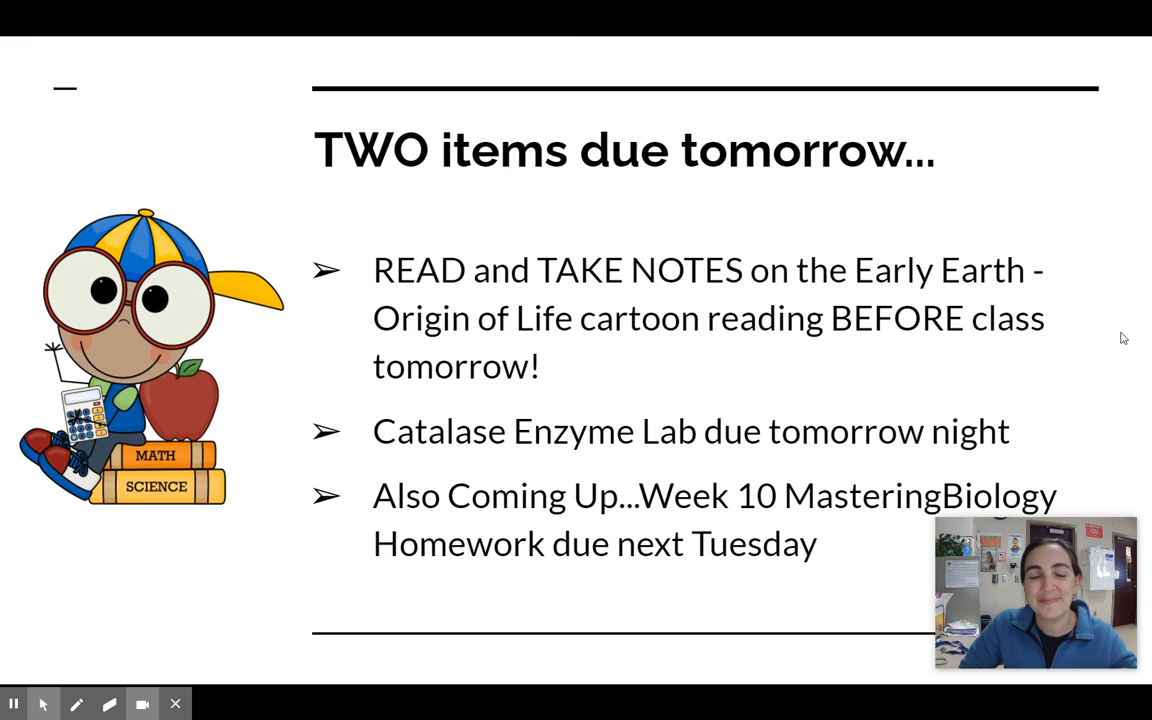 TWO items due tomorrow...
➢ READ and TAKE NOTES on the Early Earth -
Origin of Life cartoon reading BEFORE class
tomorrow!
➢ Catalase Enzyme Lab due tomorrow night
➢ Also Coming Up...Week 10 MasteringBiology
Homework due next Tuesday
MATH
SCIENCE